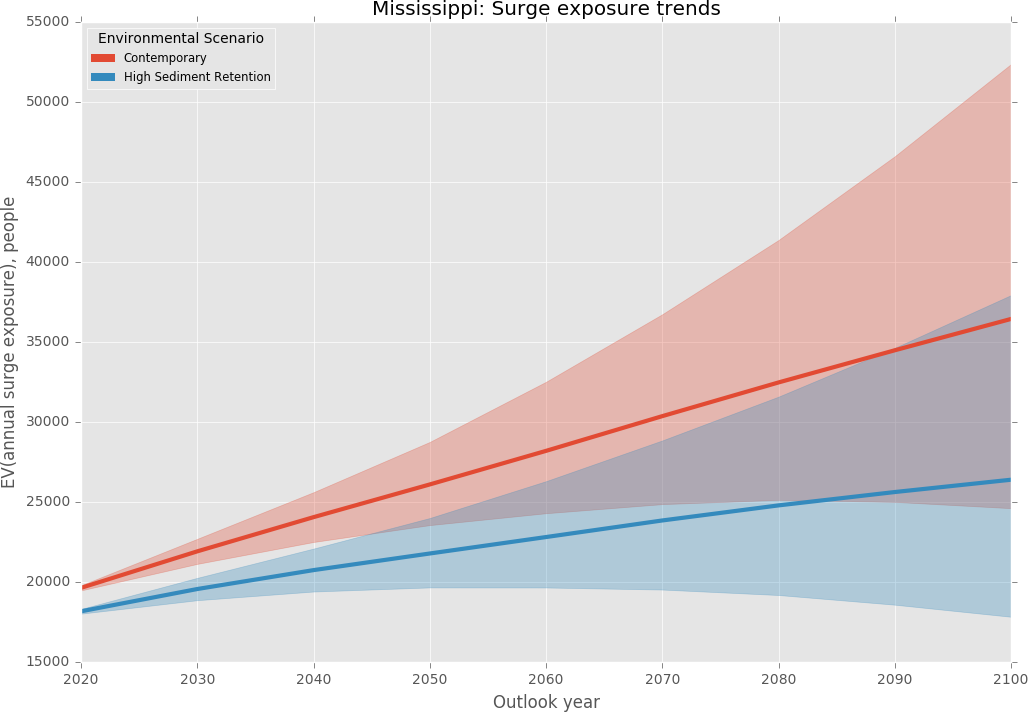 Mississippi: Surge exposure trends
Environmental Scenario
Contemporary
High Sediment Retention
EV(annual surge exposure), people
55000
50000
45000
40000
35000
30000
25000
20000
15000
2020 2030 2040 2050 2060 2070 2080 2090 2100
Outlook year